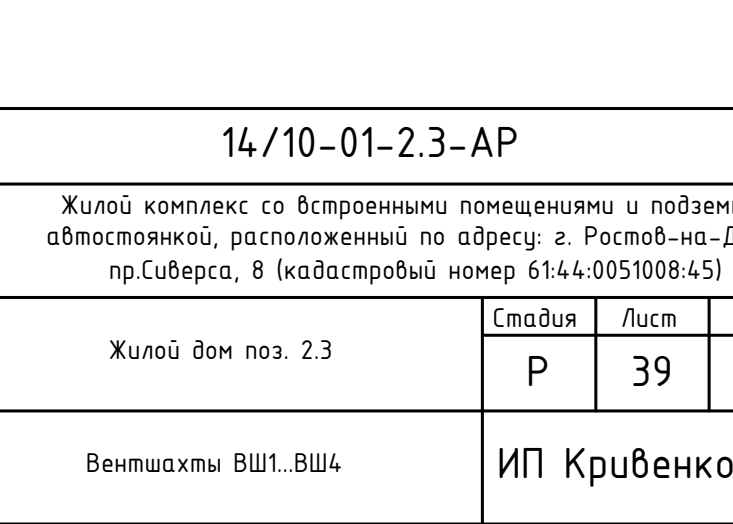 14/10-01-2.3-АР
Жилой комплекс со встроенными помещениями и
автостоянкой, расположенный по адресу: г. Ростов-на-
пр.Сиверса, 8 (кадастровый номер 61:44:0051008:45)
Стадия Лист
Жилой дом поз. 2.3
Р 39
Вентшахты ВШ1...ВШ4
ИП Кривенко